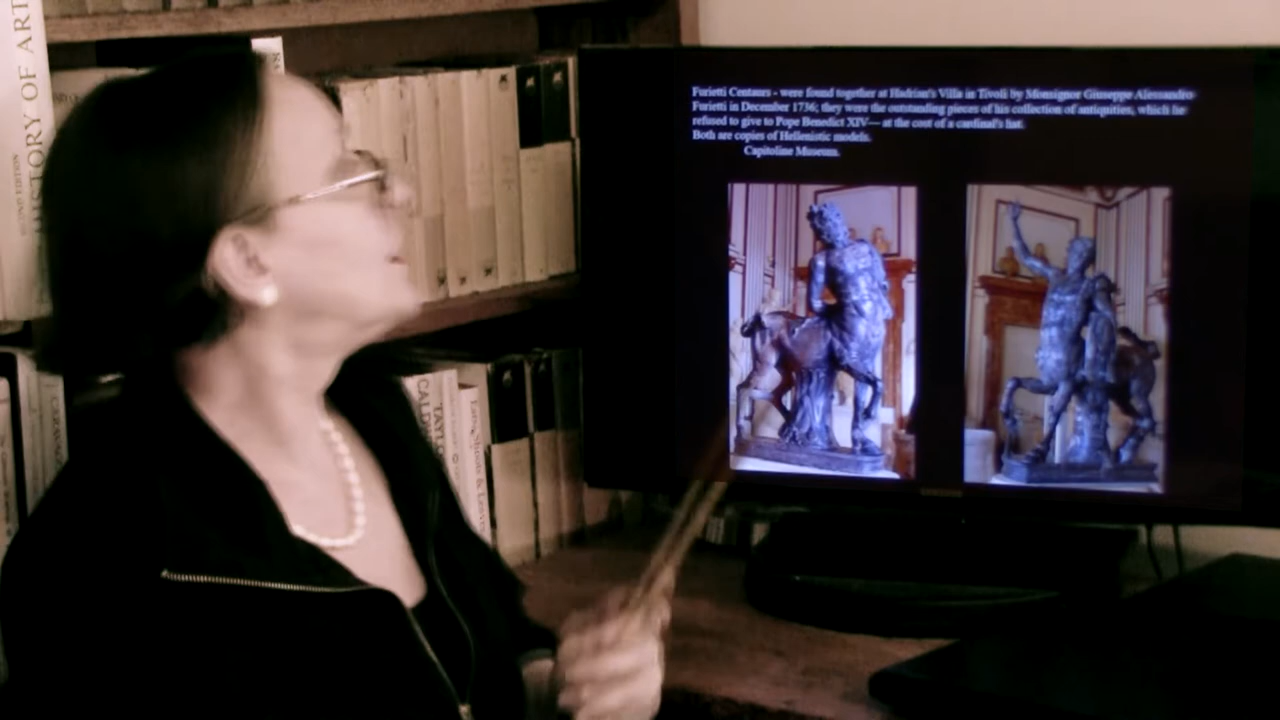 HISTORY OF ART
SECOND EDITION
Furietti Centaurs - were found together at Hadrian's Villa in Tivoli by Monsignor Giuseppe Alessandro
Furietti in December 1736; they were the outstanding pieces of his collection of antiquities, which he
refused to give to Pope Benedict XIV— at the cost of a cardinal's hat.
Both are copies of Hellenistic models.
Capitoline Museum.